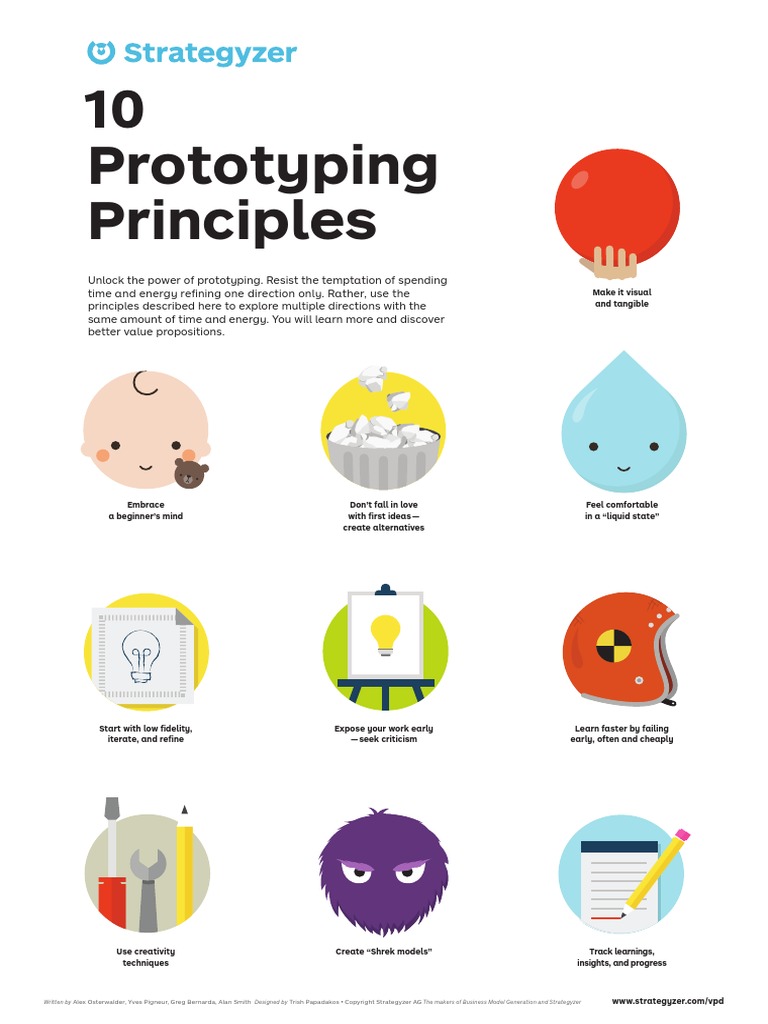 Strategyzer
10
Prototyping
Principles
Unlock the power of prototyping. Resist the temptation of spending
time and energy refining one direction only. Rather, use the
principles described here to explore multiple directions with the
same amount of time and energy. You will learn more and discover
better value propositions.
Make it visual
and tangible
Embrace
a beginner's mind
Don't fall in love
with first ideas—
create alternatives
Feel comfortable
in a “liquid state”
Start with low fidelity,
iterate, and refine
Expose your work early
—seek criticism
Learn faster by failing
early, often and cheaply
Use creativity
techniques
Create “Shrek models”
Track learnings,
insights, and progress
Written by Alex Osterwalder, Yves Pigneur, Greg Bernarda, Alan Smith Designed by Trish Papadakos • Copyright Strategyzer AG The makers of Business Model Generation and Strategyzer
www.strategyzer.com/vpd